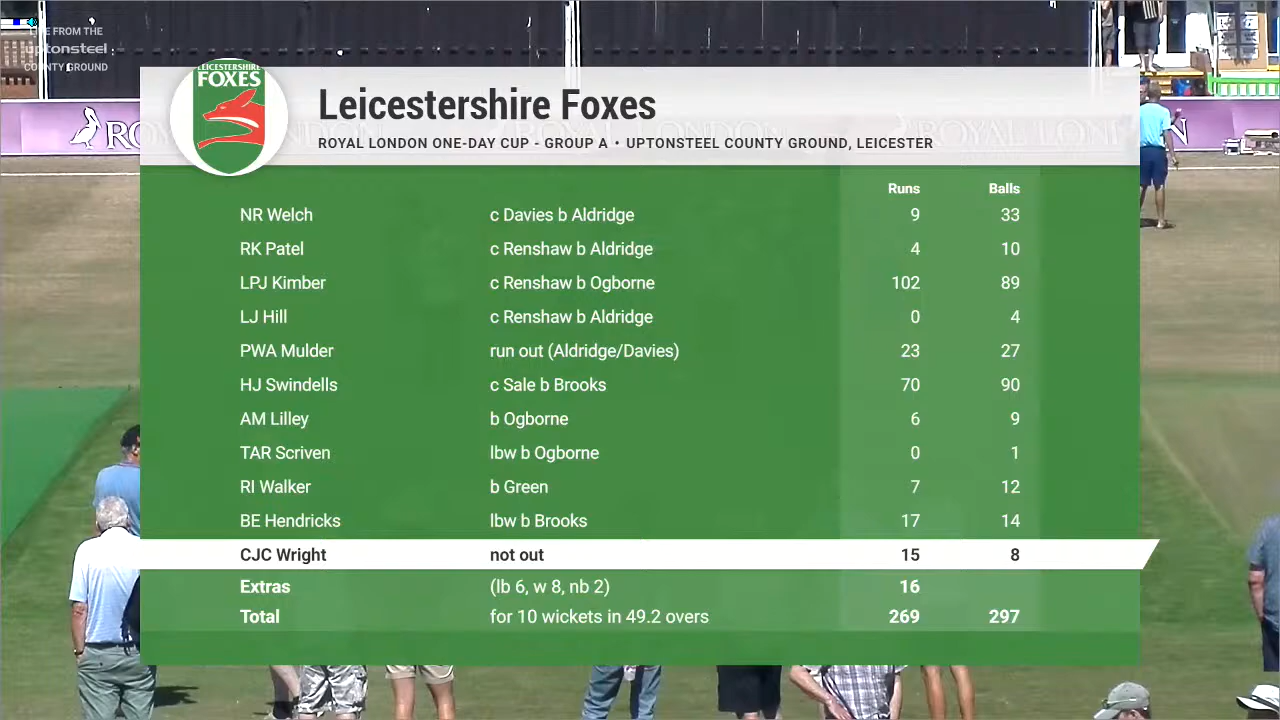 LIVE FROM THE
uptonsteel
COUNTY GROUND
LEICESTERSHIRE
FOXES
Leicestershire Foxes
ROYAL LONDON ONE-DAY CUP - GROUP A • UPTONSTEEL COUNTY GROUND, LEICESTER
ROYAL LONDON
Runs Balls
NR Welch c Davies b Aldridge 9 33
RK Patel c Renshaw b Aldridge 4 10
LPJ Kimber c Renshaw b Ogborne 102 89
LJ Hill c Renshaw b Aldridge 0 4
PWA Mulder run out (Aldridge/Davies) 23 27
HJ Swindells c Sale b Brooks 70 90
AM Lilley b Ogborne 6 9
TAR Scriven lbw b Ogborne 0 1
RI Walker b Green 7 12
BE Hendricks lbw b Brooks 17 14
CJC Wright not out 15 8
Extras (lb 6, w 8, nb 2) 16
Total for 10 wickets in 49.2 overs 269 297